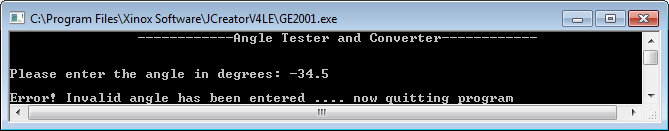 C:\Program Files\Xinox Software\JCreatorV4LE\GE2001.exe
------------Angle Tester and Converter------------
Please enter the angle in degrees: -34.5
Error! Invalid angle has been entered .... now quitting program